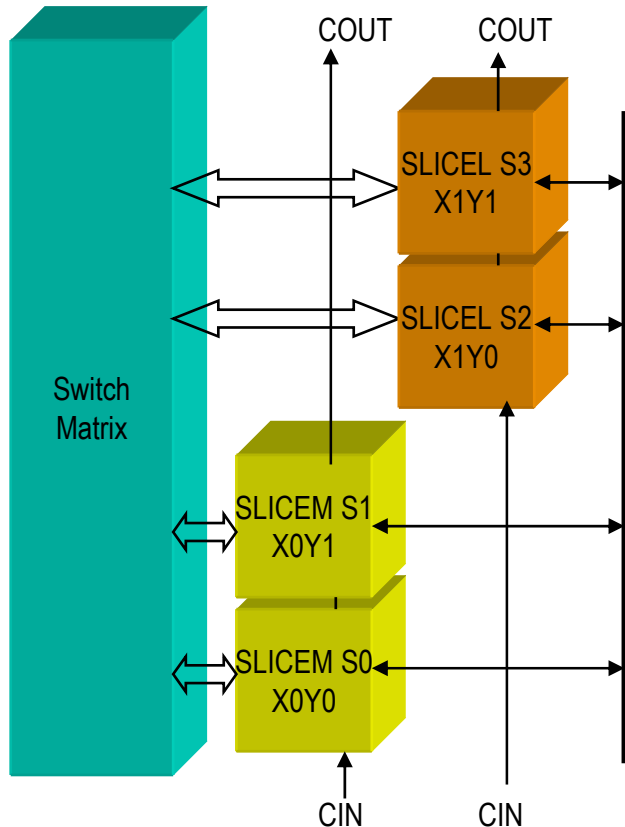 COUT
COUT
SLICEL S3
X1Y1
SLICEL S2
X1Y0
Switch
Matrix
SLICEM S1
X0Y1
SLICEM S0
X0Y0
CIN
CIN